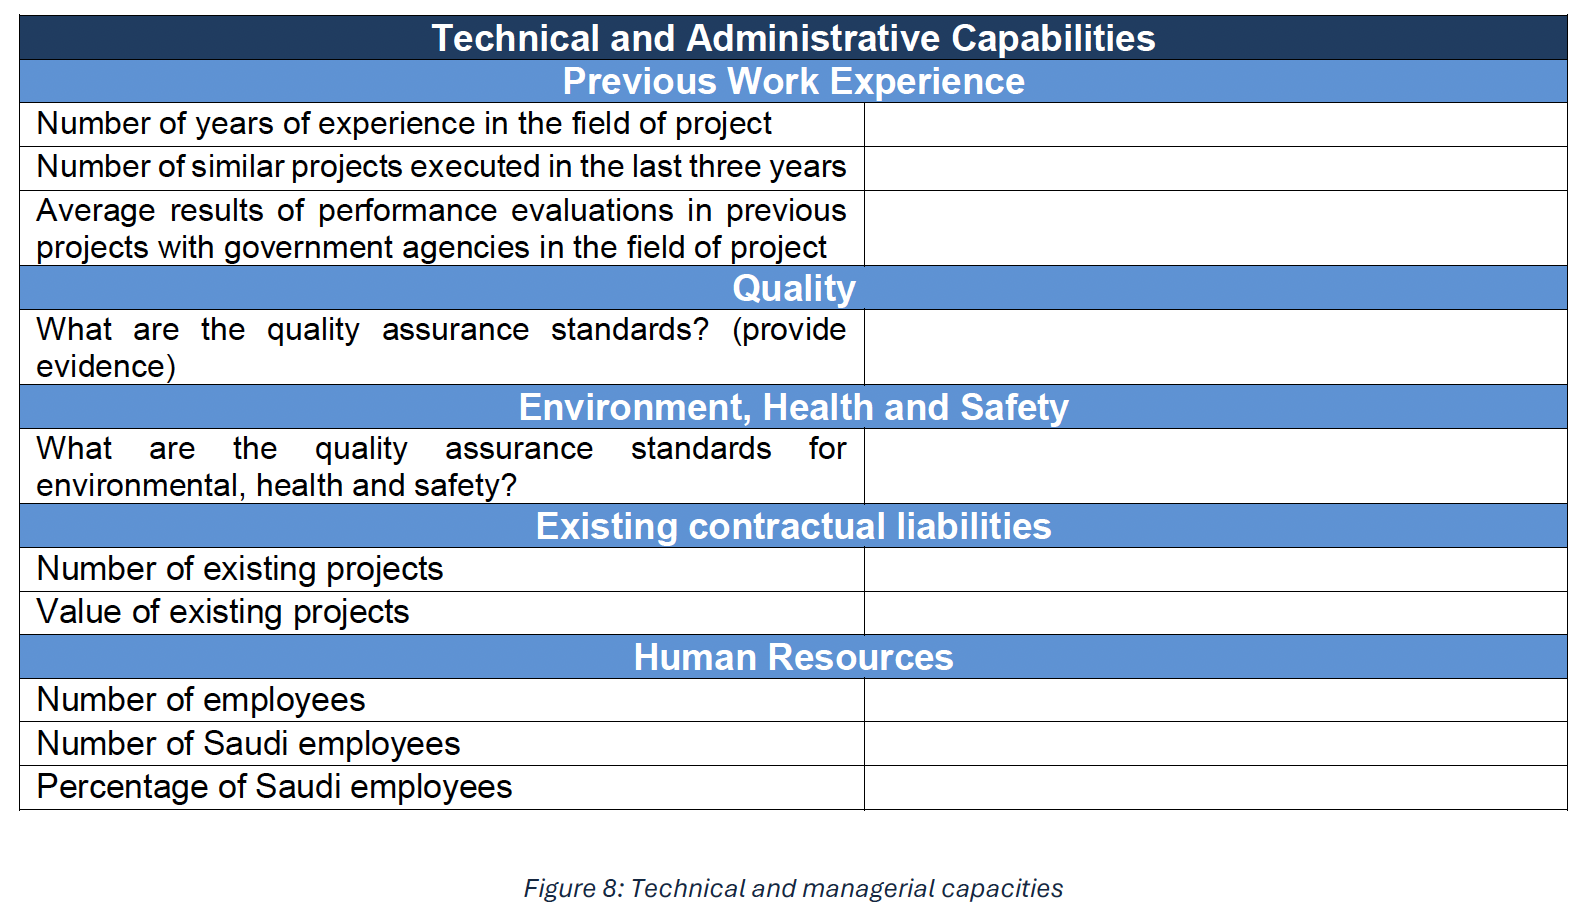 Technical and Administrative Capabilities
Previous Work Experience
Number of years of experience in the field of project
Number of similar projects executed in the last three years
Average results of performance evaluations in previous
projects with government agencies in the field of project
Quality
What are the quality assurance standards? (provide
evidence)
Environment, Health and Safety
What are the quality assurance standards for
environmental, health and safety?
Existing contractual liabilities
Number of existing projects
Value of existing projects
Human Resources
Number of employees
Number of Saudi employees
Percentage of Saudi employees
Figure 8: Technical and managerial capacities